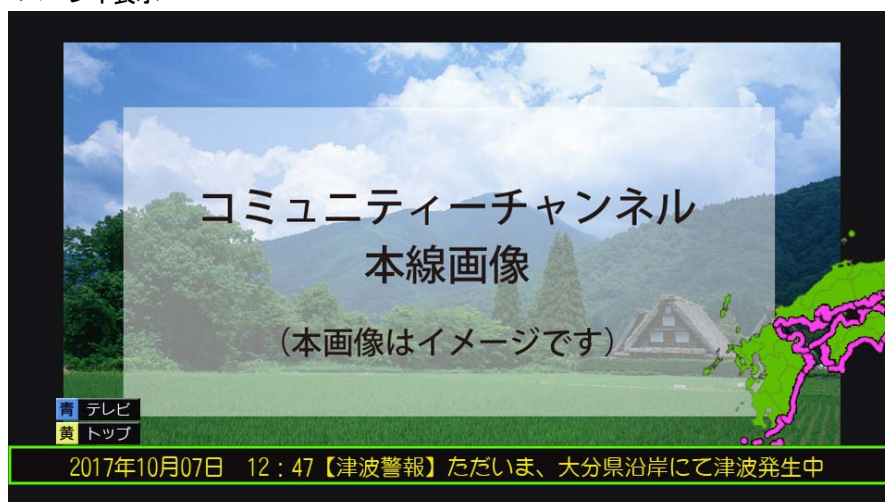 コミュニティーチャンネル
本線画像
（本画像はイメージです）
青 テレビ
黄 トップ
2017年10月07日　12：47【津波警報】ただいま、大分県沿岸にて津波発生中